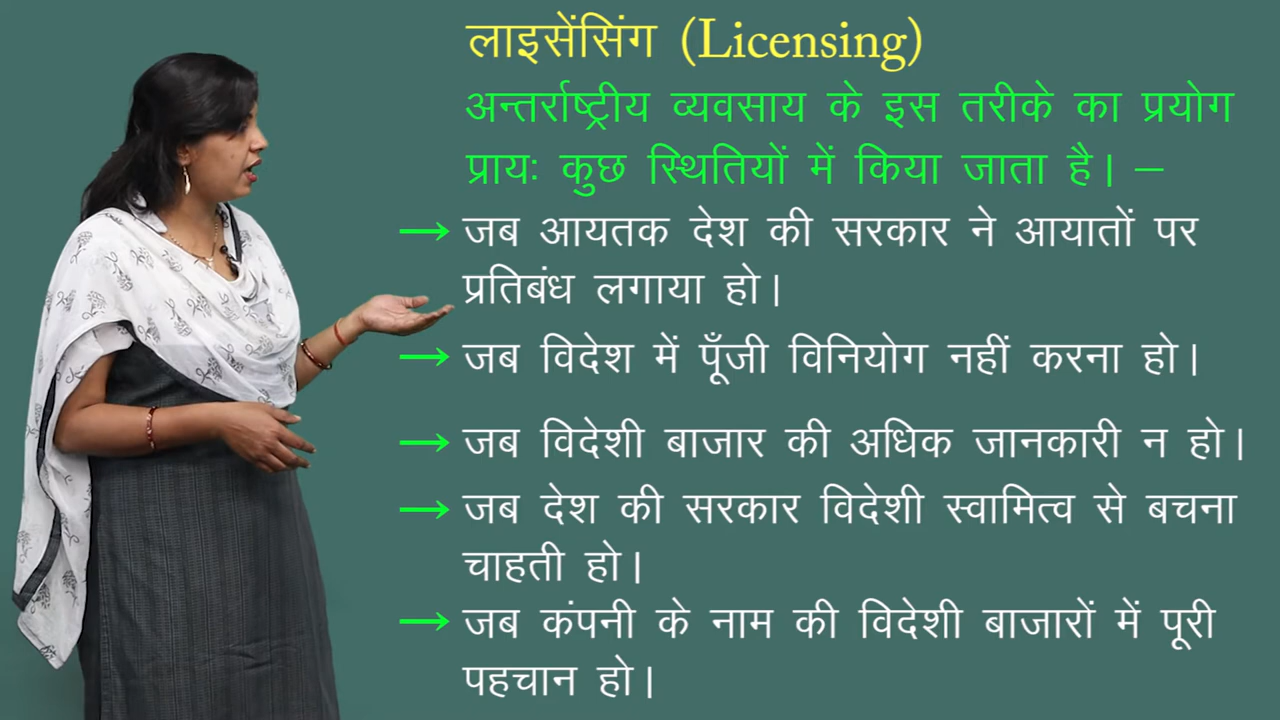 लाइसेंसिंग (Licensing)
अन्तर्राष्ट्रीय व्यवसाय के इस तरीके का प्रयोग
प्रायः कुछ स्थितियों में किया जाता है। –
→ जब आयतक देश की सरकार ने आयातों पर
प्रतिबंध लगाया हो।
→ जब विदेश में पूँजी विनियोग नहीं करना हो।
→ जब विदेशी बाजार की अधिक जानकारी न हो।
→ जब देश की सरकार विदेशी स्वामित्व से बचना
चाहती हो।
→ जब कंपनी के नाम की विदेशी बाजारों में पूरी
पहचान हो।